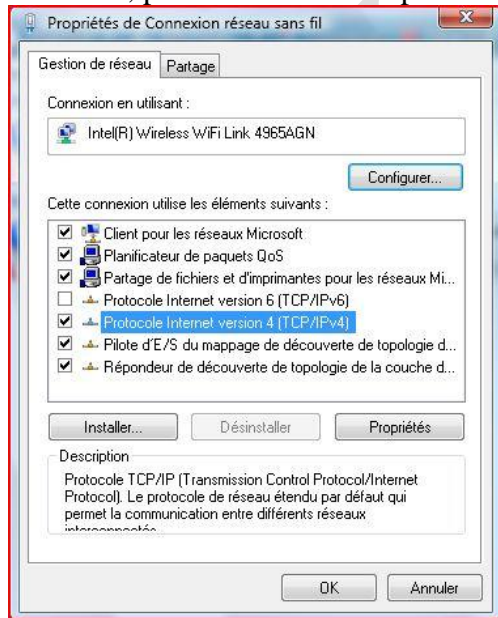 Propriétés de Connexion réseau sans fil
Gestion de réseau Partage
Connexion en utilisant :
Intel(R) Wireless WiFi Link 4965AGN
Configurer...
Cette connexion utilise les éléments suivants :
Client pour les réseaux Microsoft
Planificateur de paquets QoS
Partage de fichiers et d'imprimantes pour les réseaux Mi...
Protocole Internet version 6 (TCP/IPv6)
Protocole Internet version 4 (TCP/IPv4)
Pilote d'E/S du mappage de découverte de topologie d...
Répondeur de découverte de topologie de la couche d...
Installer... Désinstaller Propriétés
Description
Protocole TCP/IP (Transmission Control Protocol/Internet
Protocol). Le protocole de réseau étendu par défaut qui
permet la communication entre différents réseaux
OK Annuler